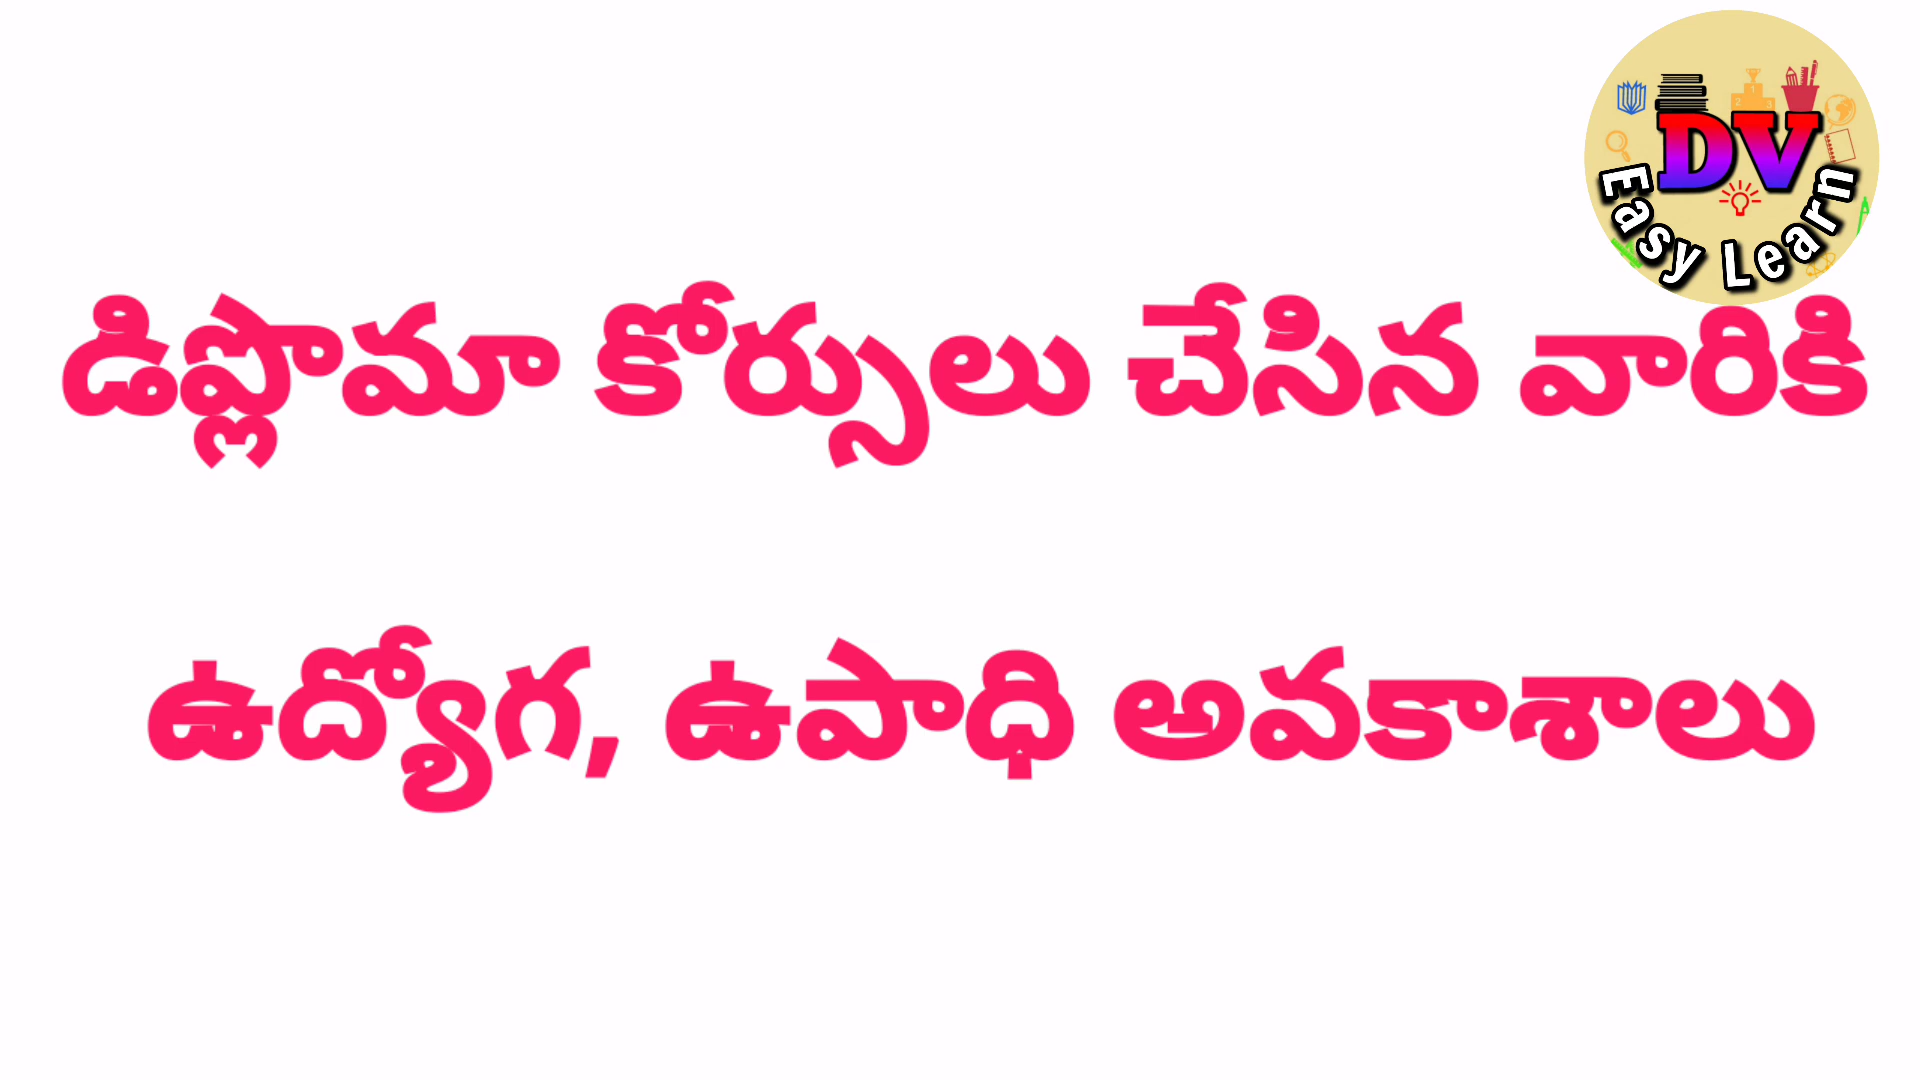 DV
Easy Learn
డిప్లొమా కోర్సులు చేసిన వారికి
ఉద్యోగ, ఉపాధి అవకాశాలు